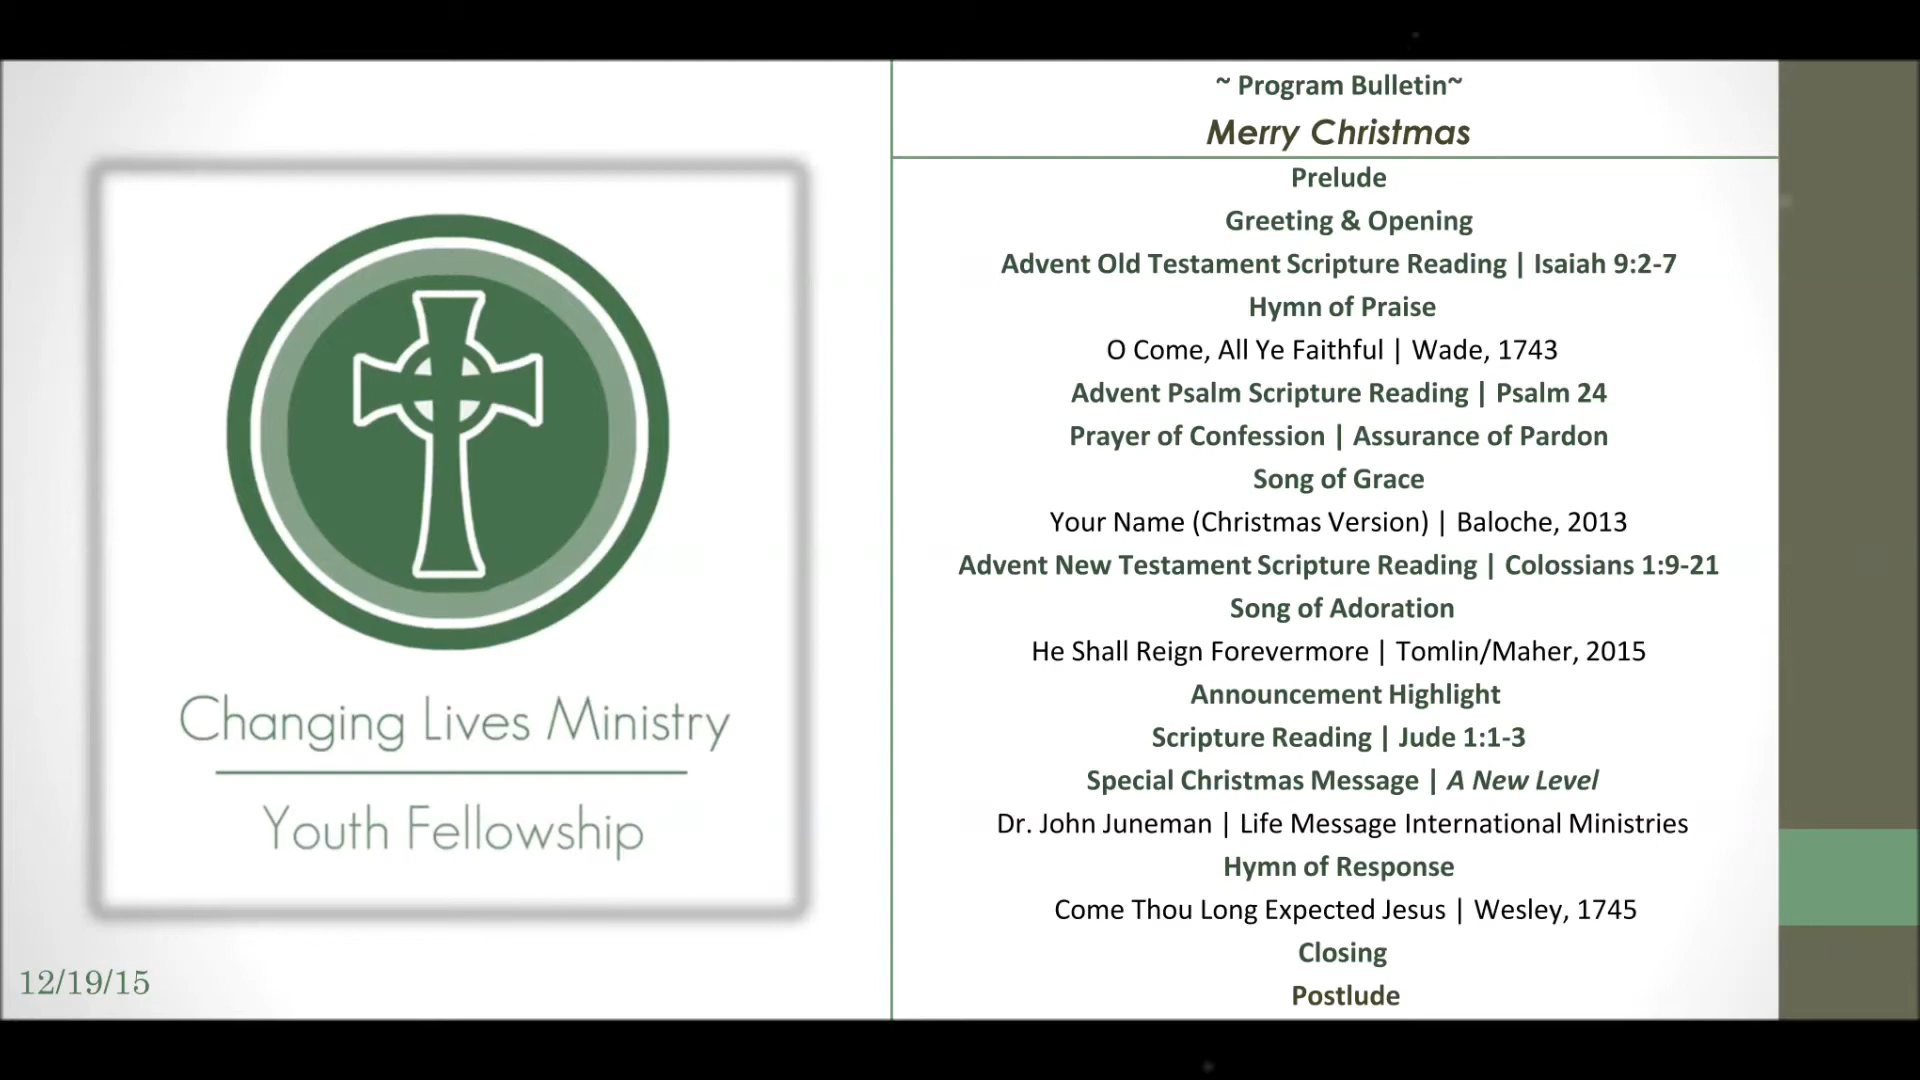 Changing Lives Ministry
Youth Fellowship
12/19/15
~ Program Bulletin~
Merry Christmas
Prelude
Greeting & Opening
Advent Old Testament Scripture Reading | Isaiah 9:2-7
Hymn of Praise
O Come, All Ye Faithful | Wade, 1743
Advent Psalm Scripture Reading | Psalm 24
Prayer of Confession | Assurance of Pardon
Song of Grace
Your Name (Christmas Version) | Baloche, 2013
Advent New Testament Scripture Reading | Colossians 1:9-21
Song of Adoration
He Shall Reign Forevermore | Tomlin/Maher, 2015
Announcement Highlight
Scripture Reading | Jude 1:1-3
Special Christmas Message | A New Level
Dr. John Juneman | Life Message International Ministries
Hymn of Response
Come Thou Long Expected Jesus | Wesley, 1745
Closing
Postlude